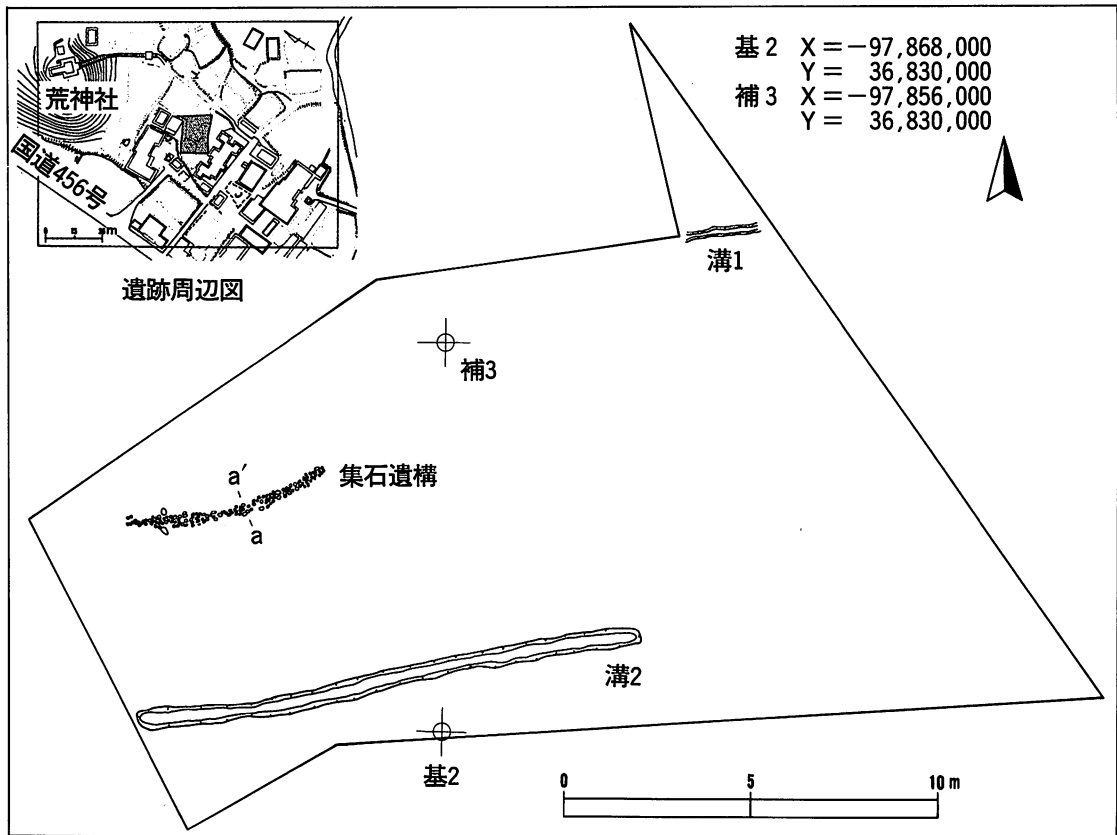 荒神社
国道456号
m
遺跡周辺図
基2 X=-97,868,000
Y= 36,830,000
補3 X=-97,856,000
Y= 36,830,000
溝1
補3
a′
集石遺構
a
溝2
基2
0 5 10 m